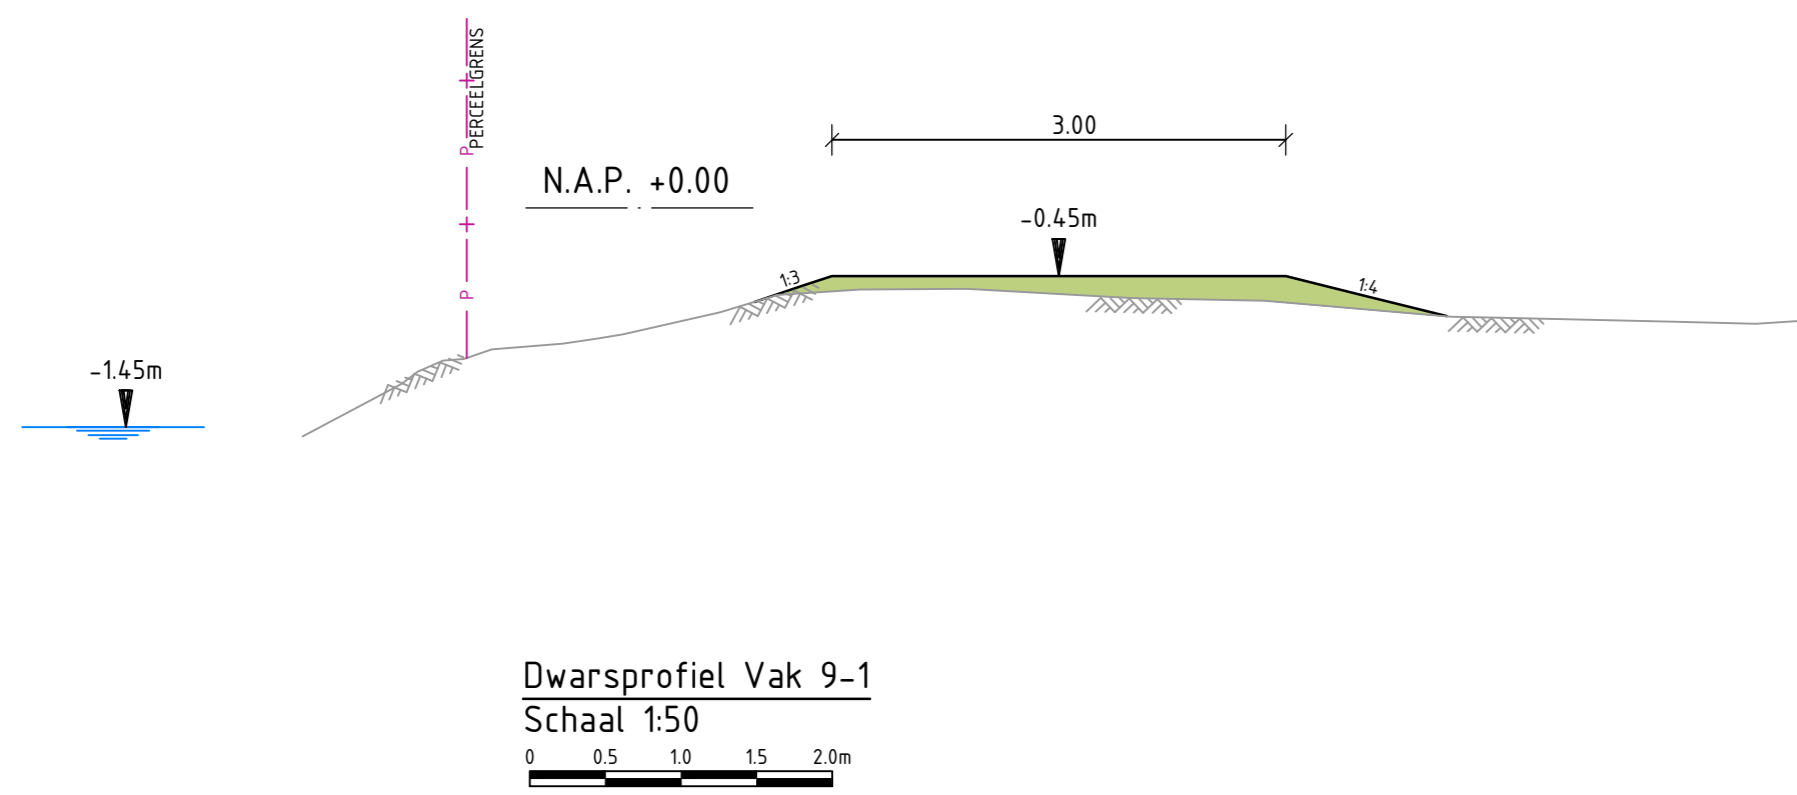 PERCEELGRENS
P
P
3.00
N.A.P. +0.00
-0.45m
1:3
1:4
-1.45m
Dwarsprofiel Vak 9-1
Schaal 1:50
0 0.5 1.0 1.5 2.0m